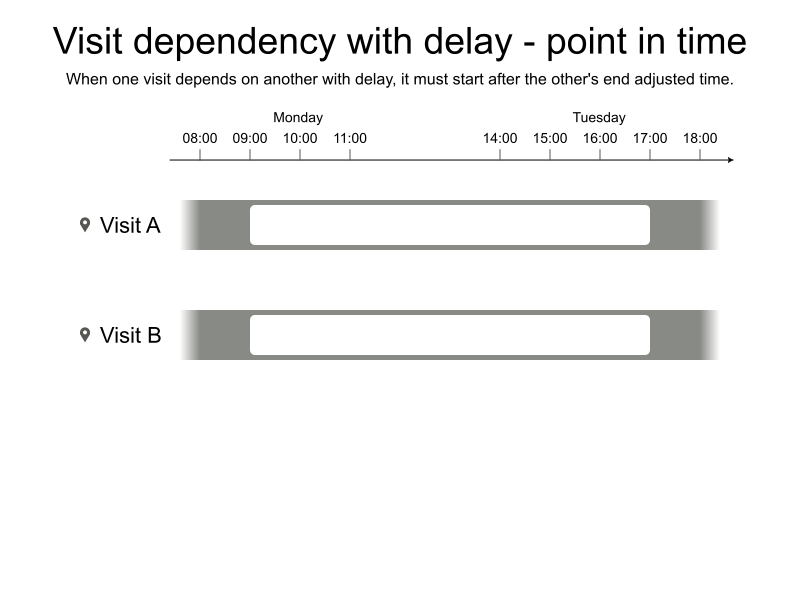 Visit dependency with delay - point in time
When one visit depends on another with delay, it must start after the other's end adjusted time.
Monday Tuesday
08:00 09:00 10:00 11:00 14:00 15:00 16:00 17:00 18:00
Visit A
Visit B